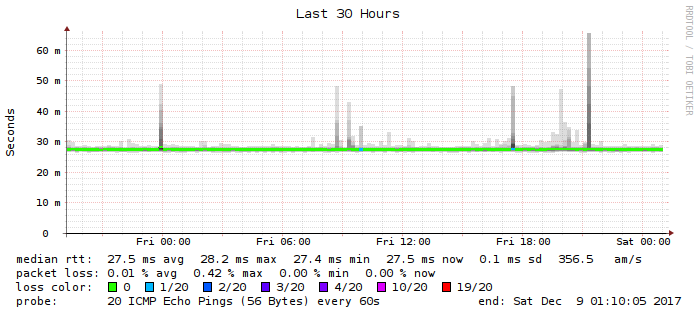 Last 30 Hours
RRDTOOL / TOBI OETIKER
Seconds
60 m
50 m
40 m
30 m
20 m
10 m
0
Fri 00:00 Fri 06:00 Fri 12:00 Fri 18:00 Sat 00:00
median rtt: 27.5 ms avg 28.2 ms max 27.4 ms min 27.5 ms now 0.1 ms sd 356.5 am/s
packet loss: 0.01 % avg 0.42 % max 0.00 % min 0.00 % now
loss color: 0 1/20 2/20 3/20 4/20 10/20 19/20
probe: 20 ICMP Echo Pings (56 Bytes) every 60s end: Sat Dec 9 01:10:05 2017